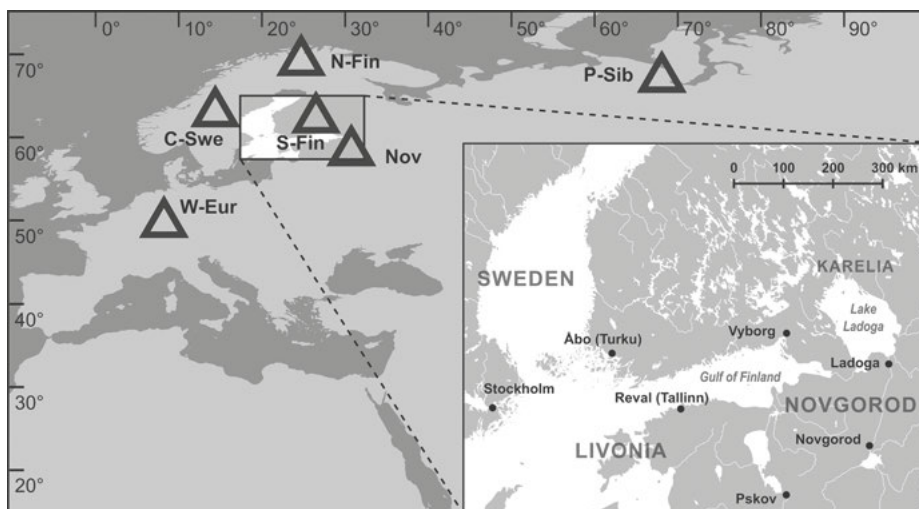 0° 10° 20° 30° 40° 50° 60° 70° 80° 90°
70°
N-Fin
P-Sib
C-Swe
S-Fin
60°
Nov
W-Eur
50°
40°
30°
20°
0 100 200 300 km
SWEDEN
KARELIA
Lake
Ladoga
Vyborg
Åbo (Turku)
Ladoga
Gulf of Finland
Stockholm
Reval (Tallinn)
NOVGOROD
Novgorod
LIVONIA
Pskov